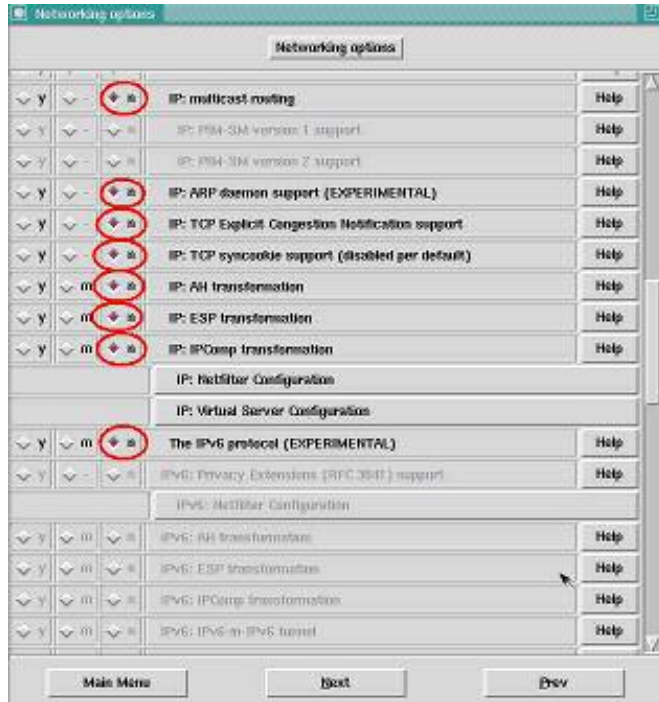 Networking options
Networking options
y - n IP: multicast routing Help
y - n IP: PIM-SM version 1 support Help
y - n IP: PIM-SM version 2 support Help
y - n IP: ARP daemon support (EXPERIMENTAL) Help
y - n IP: TCP Explicit Congestion Notification support Help
y - n IP: TCP syncookie support (disabled per default) Help
y m n IP: AH transformation Help
y m n IP: ESP transformation Help
y m n IP: IPComp transformation Help
IP: Netfilter Configuration
IP: Virtual Server Configuration
y m n The IPv6 protocol (EXPERIMENTAL) Help
y - n IPv6: Privacy Extensions (RFC 3041) support Help
IPv6: Netfilter Configuration
y m n IPv6: AH transformation Help
y m n IPv6: ESP transformation Help
y m n IPv6: IPComp transformation Help
y m n IPv6: IPv6-in-IPv6 tunnel Help
Main Menu Next Prev